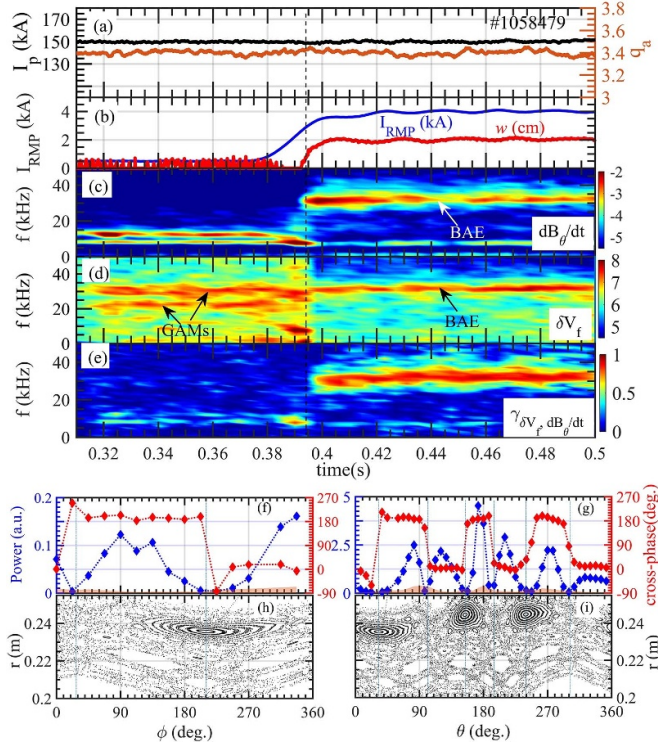 (a) #1058479
I_p (kA) 170 150 130
3.8 3.6 3.4 3.2 3 q_a
(b) I_RMP (kA) w (cm)
I_RMP (kA) 4 2 0
(c) BAE dB_θ/dt
f (kHz) 40 20 0
-2 -3 -4 -5
(d) GAMs BAE δV_f
f (kHz) 40 20 0
8 7 6 5
(e) γ_δV_f, dB_θ/dt
f (kHz) 40 20 0
1 0.5 0
0.32 0.34 0.36 0.38 0.4 0.42 0.44 0.46 0.48 0.5
time(s)
(f) Power (a.u.) 0.2 0.1 0
270 180 90 0 -90
(g) 5 2.5 0
270 180 90 0 -90 cross-phase(deg.)
(h) r (m) 0.24 0.22 0.2
(i) 0.24 0.22 0.2 r (m)
0 90 180 270 360
ϕ (deg.)
0 90 180 270 360
θ (deg.)